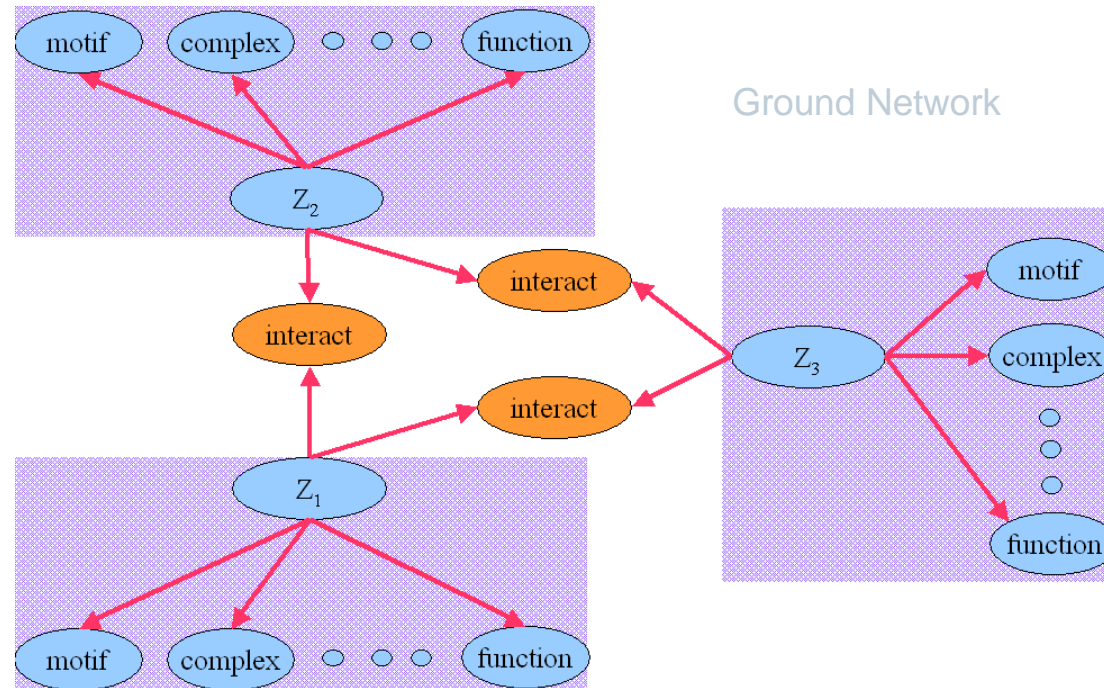 motif complex function
Ground Network
Z₂
interact
motif
interact
Z₃
complex
interact
Z₁
function
motif complex function